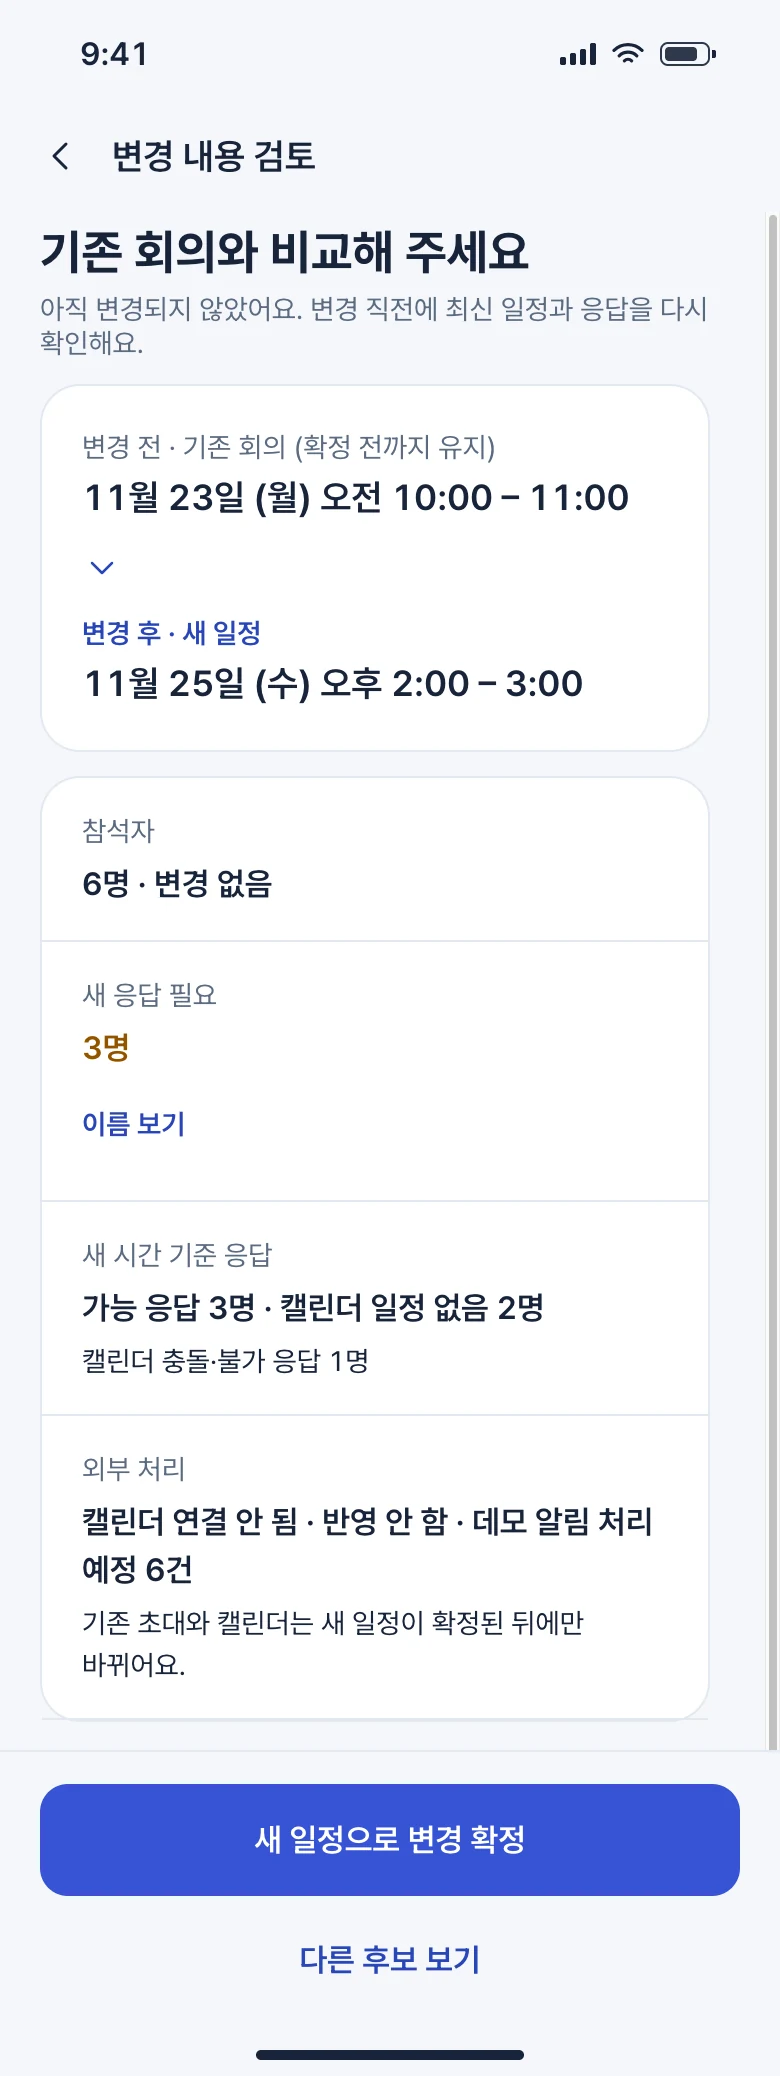 9:41
변경 내용 검토
기존 회의와 비교해 주세요
아직 변경되지 않았어요. 변경 직전에 최신 일정과 응답을 다시
확인해요.
변경 전 · 기존 회의 (확정 전까지 유지)
11월 23일 (월) 오전 10:00 – 11:00
변경 후 · 새 일정
11월 25일 (수) 오후 2:00 – 3:00
참석자
6명 · 변경 없음
새 응답 필요
3명
이름 보기
새 시간 기준 응답
가능 응답 3명 · 캘린더 일정 없음 2명
캘린더 충돌·불가 응답 1명
외부 처리
캘린더 연결 안 됨 · 반영 안 함 · 데모 알림 처리
예정 6건
기존 초대와 캘린더는 새 일정이 확정된 뒤에만
바뀌어요.
새 일정으로 변경 확정
다른 후보 보기